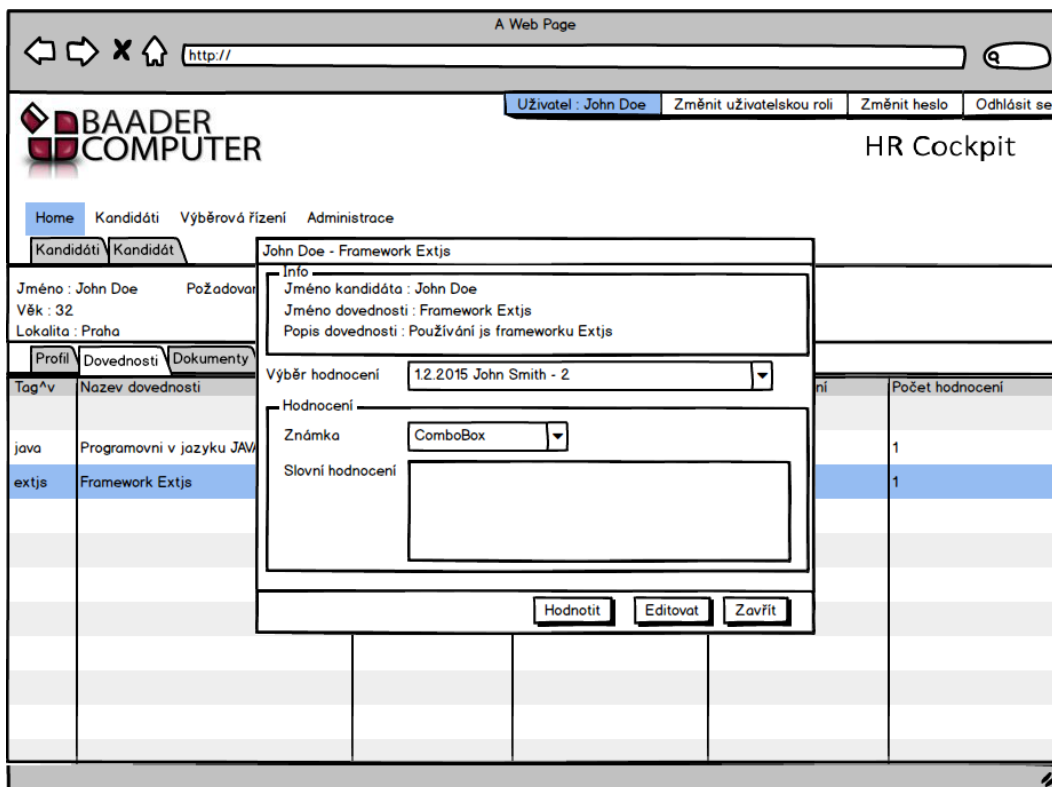 A Web Page
http://
Uživatel : John Doe Změnit uživatelskou roli Změnit heslo Odhlásit se
BAADER
COMPUTER
HR Cockpit
Home Kandidáti Výběrová řízení Administrace
Kandidáti Kandidát
Jméno : John Doe
Věk : 32
Lokalita : Praha
Profil Dovednosti Dokumenty
Tag^v Nazev dovednosti Počet hodnocení
java Programovni v jazyku JAVA 1
extjs Framework Extjs 1
John Doe - Framework Extjs
Info
Jméno kandidáta : John Doe
Jméno dovednosti : Framework Extjs
Popis dovednosti : Používání js frameworku Extjs
Výběr hodnocení 1.2.2015 John Smith - 2
Hodnocení
Známka ComboBox
Slovní hodnocení
Hodnotit Editovat Zavřít